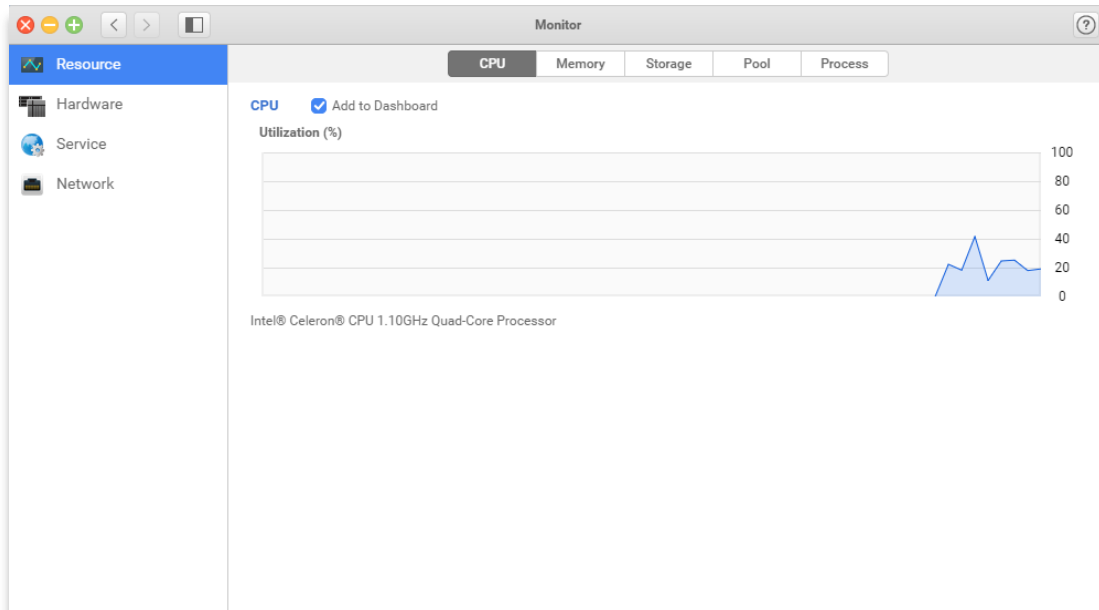 Monitor
Resource
Hardware
Service
Network
CPU Memory Storage Pool Process
CPU Add to Dashboard
Utilization (%)
100
80
60
40
20
0
Intel® Celeron® CPU 1.10GHz Quad-Core Processor